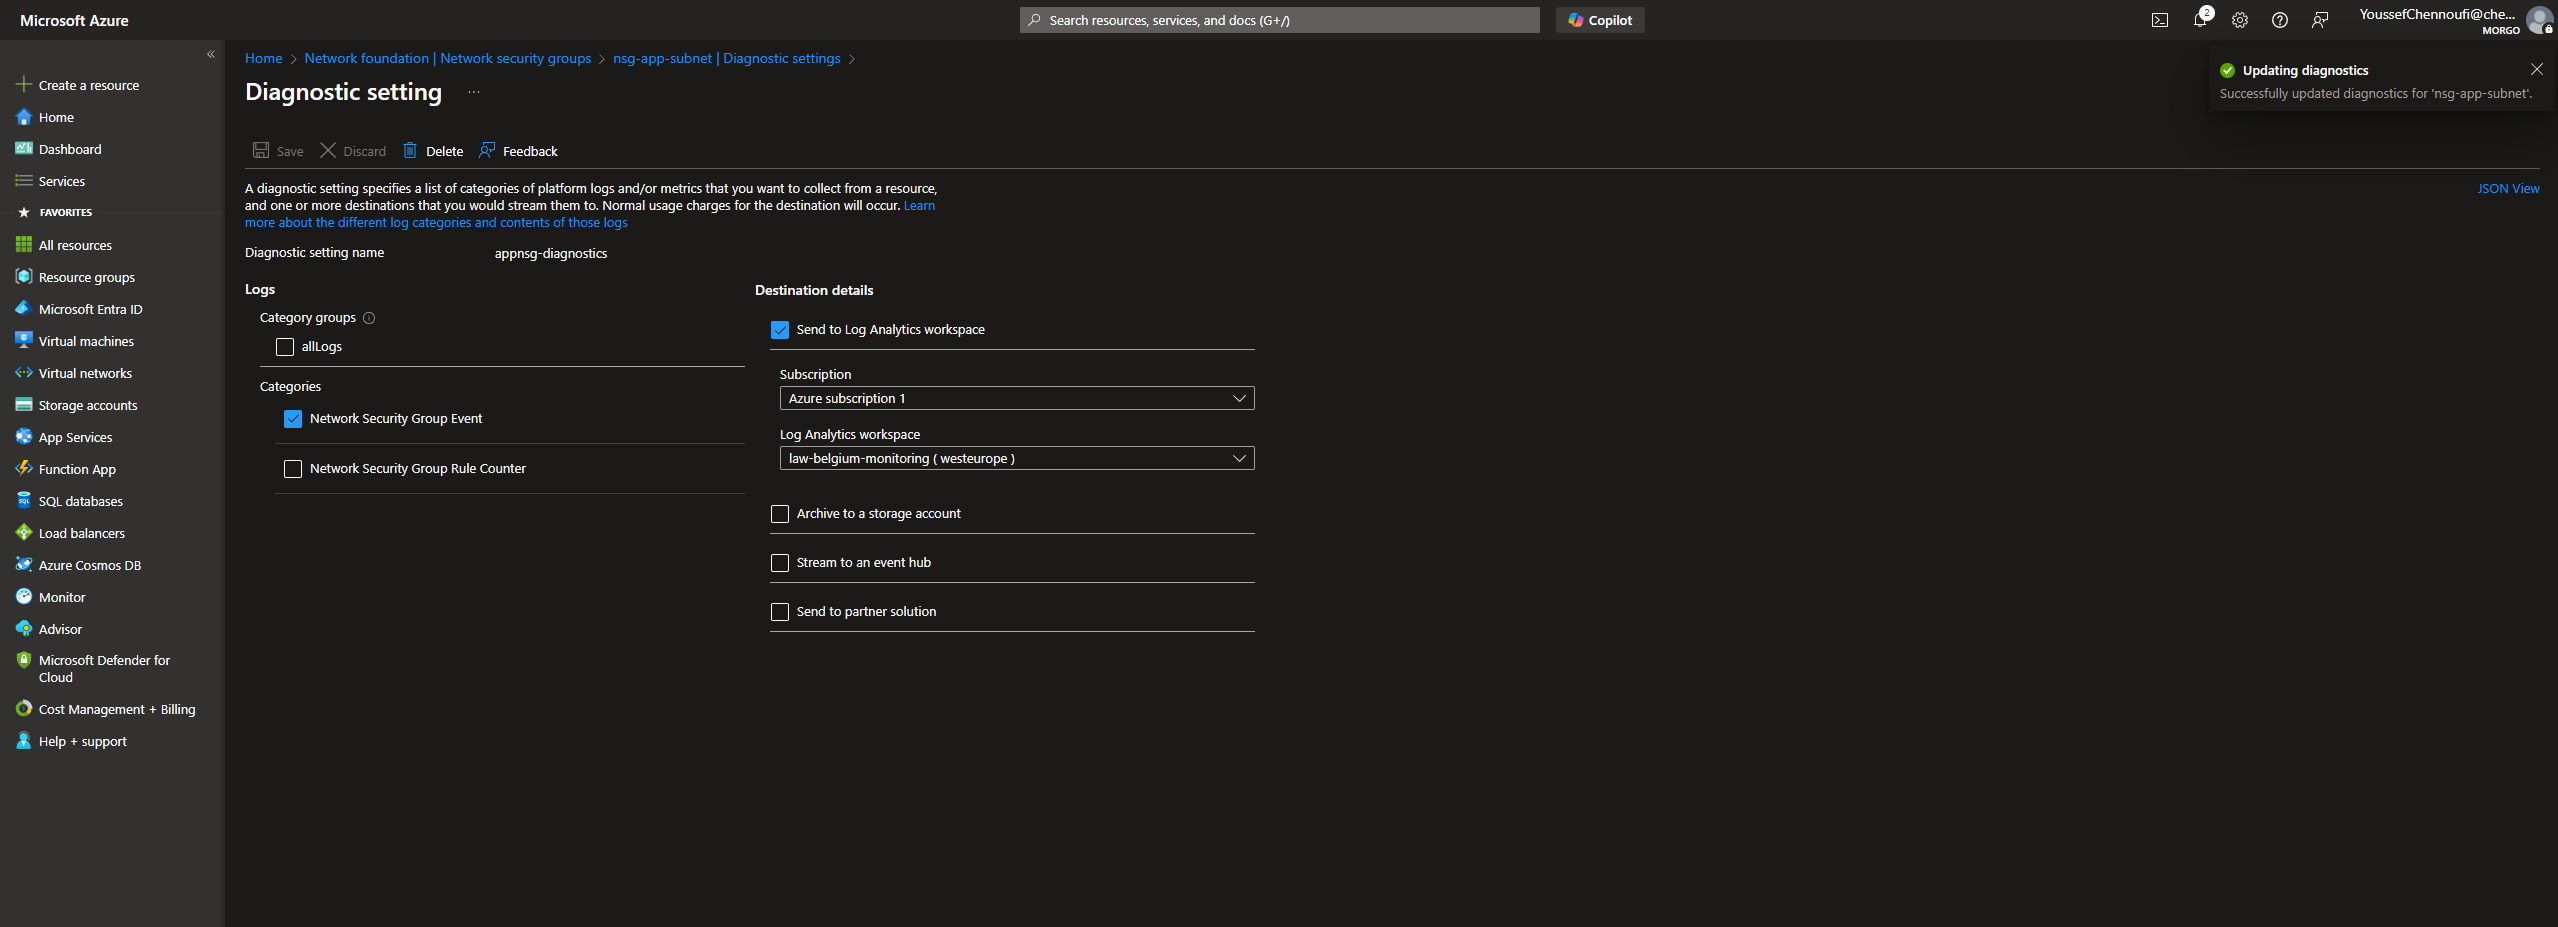 Microsoft Azure
Search resources, services, and docs (G+/)
Copilot
2
YoussefChennoufi@che...
MORGO
«
Create a resource
Home
Dashboard
Services
FAVORITES
All resources
Resource groups
Microsoft Entra ID
Virtual machines
Virtual networks
Storage accounts
App Services
Function App
SQL databases
Load balancers
Azure Cosmos DB
Monitor
Advisor
Microsoft Defender for
Cloud
Cost Management + Billing
Help + support
Home > Network foundation | Network security groups > nsg-app-subnet | Diagnostic settings >
Diagnostic setting ...
Updating diagnostics
Successfully updated diagnostics for 'nsg-app-subnet'.
Save Discard Delete Feedback
A diagnostic setting specifies a list of categories of platform logs and/or metrics that you want to collect from a resource,
and one or more destinations that you would stream them to. Normal usage charges for the destination will occur. Learn
more about the different log categories and contents of those logs
JSON View
Diagnostic setting name appnsg-diagnostics
Logs
Category groups
allLogs
Categories
Network Security Group Event
Network Security Group Rule Counter
Destination details
Send to Log Analytics workspace
Subscription
Azure subscription 1
Log Analytics workspace
law-belgium-monitoring ( westeurope )
Archive to a storage account
Stream to an event hub
Send to partner solution